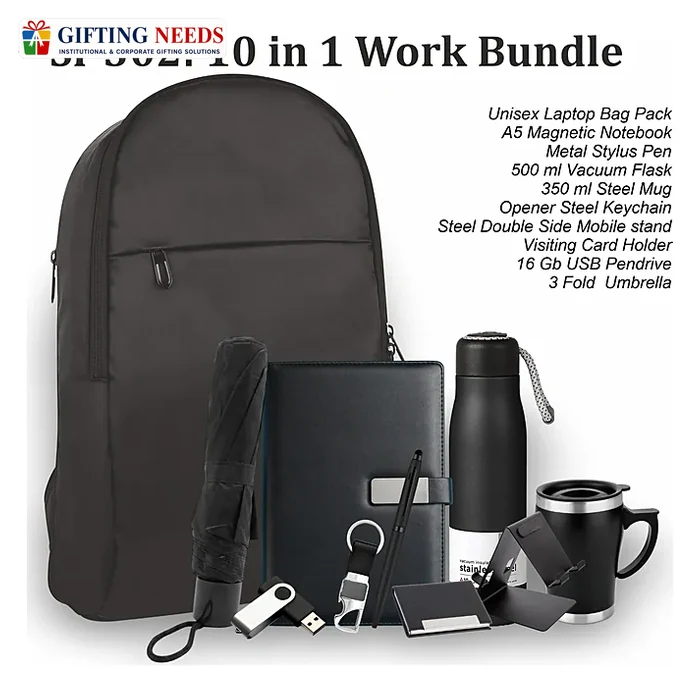 GIFTING NEEDS
INSTITUTIONAL & CORPORATE GIFTING SOLUTIONS
10 in 1 Work Bundle
Unisex Laptop Bag Pack
A5 Magnetic Notebook
Metal Stylus Pen
500 ml Vacuum Flask
350 ml Steel Mug
Opener Steel Keychain
Steel Double Side Mobile stand
Visiting Card Holder
16 Gb USB Pendrive
3 Fold Umbrella